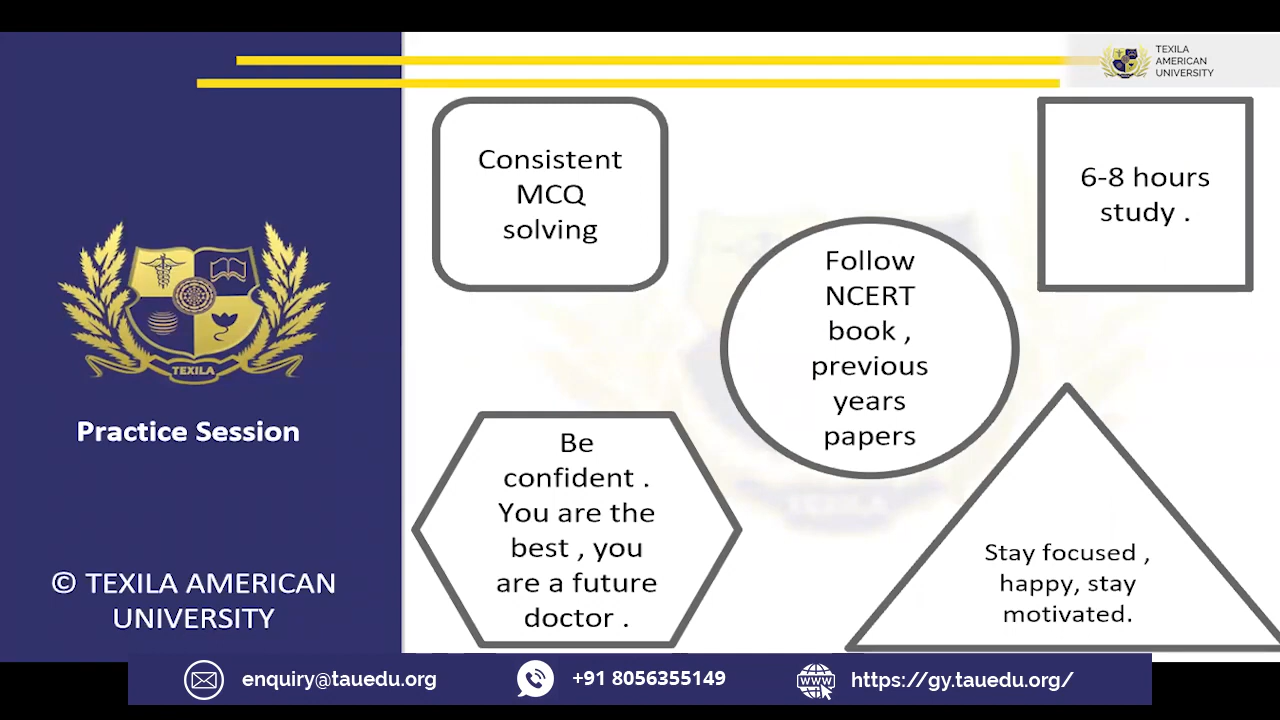 TEXILA
AMERICAN
UNIVERSITY
Consistent
MCQ
solving
6-8 hours
study .
Follow
NCERT
book ,
previous
years
papers
TEXILA
Practice Session
Be
confident .
You are the
best , you
are a future
doctor .
Stay focused ,
happy, stay
motivated.
© TEXILA AMERICAN
UNIVERSITY
enquiry@tauedu.org
+91 8056355149
www
https://gy.tauedu.org/